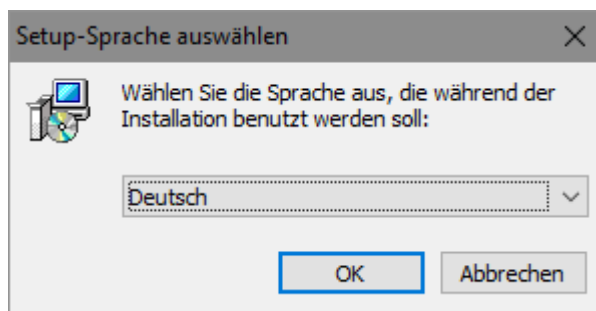 Setup-Sprache auswählen
Wählen Sie die Sprache aus, die während der
Installation benutzt werden soll:
Deutsch
OK
Abbrechen